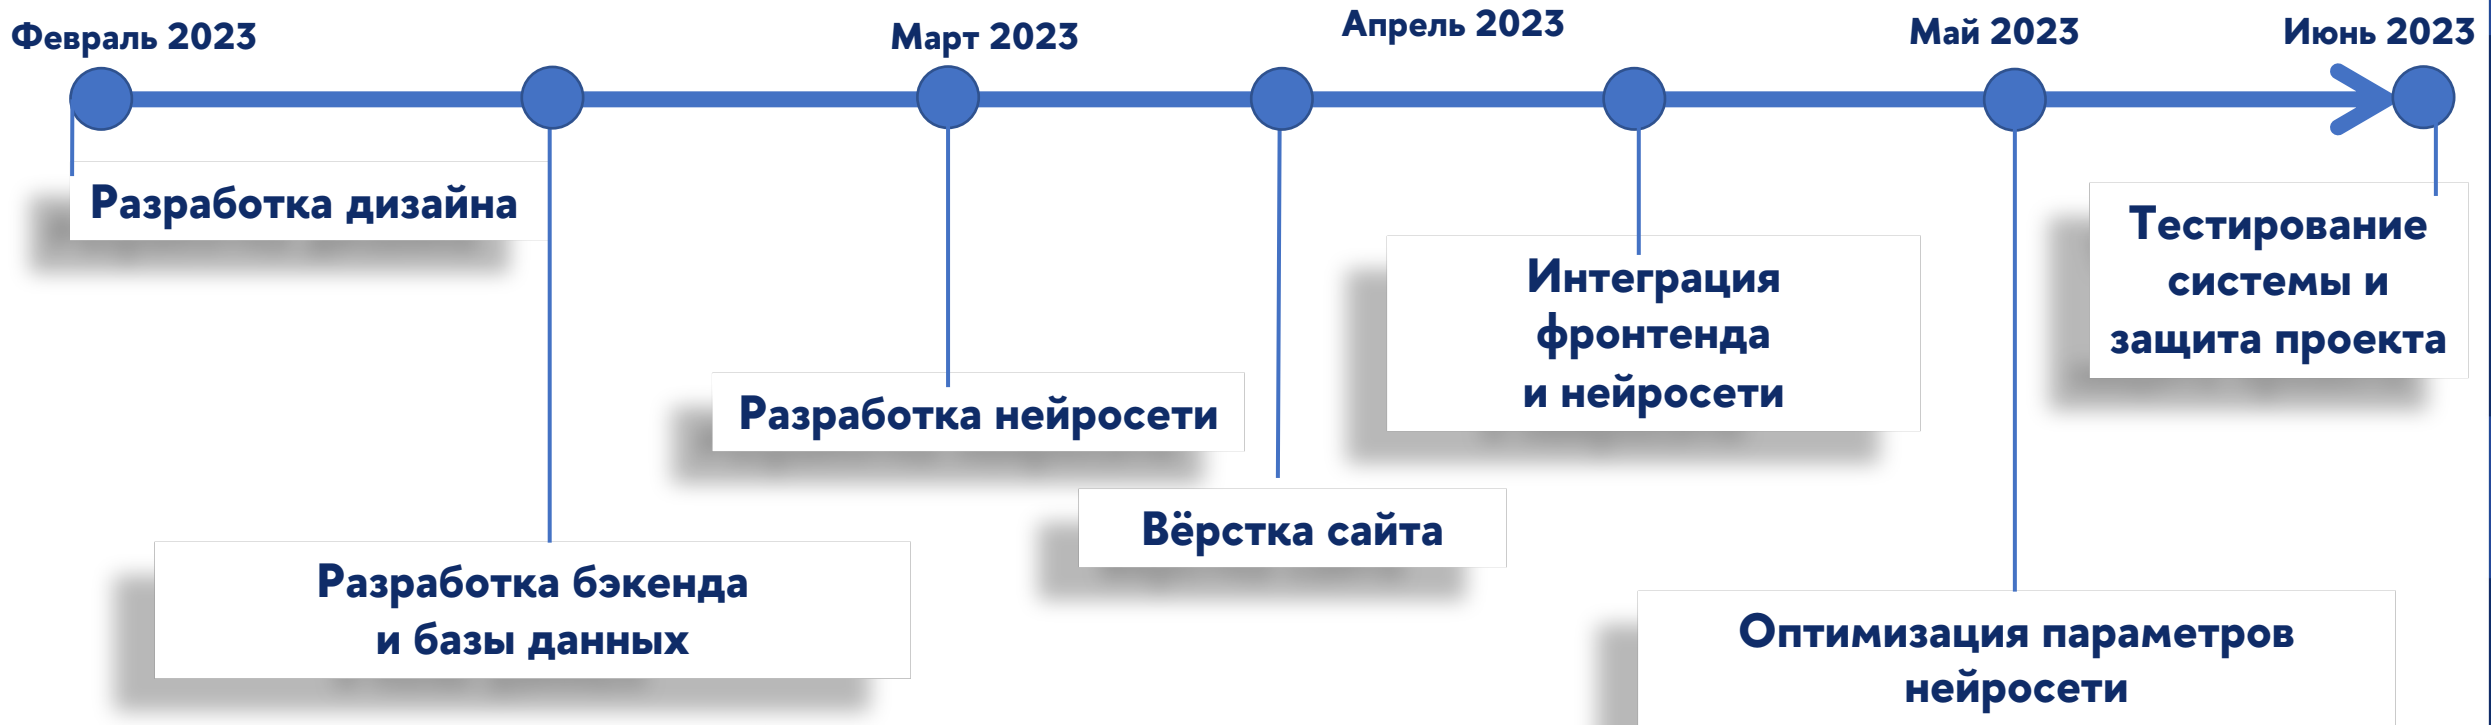 Февраль 2023
Март 2023
Апрель 2023
Май 2023
Июнь 2023
Разработка дизайна
Разработка бэкенда
и базы данных
Разработка нейросети
Вёрстка сайта
Интеграция
фронтенда
и нейросети
Оптимизация параметров
нейросети
Тестирование
системы и
защита проекта